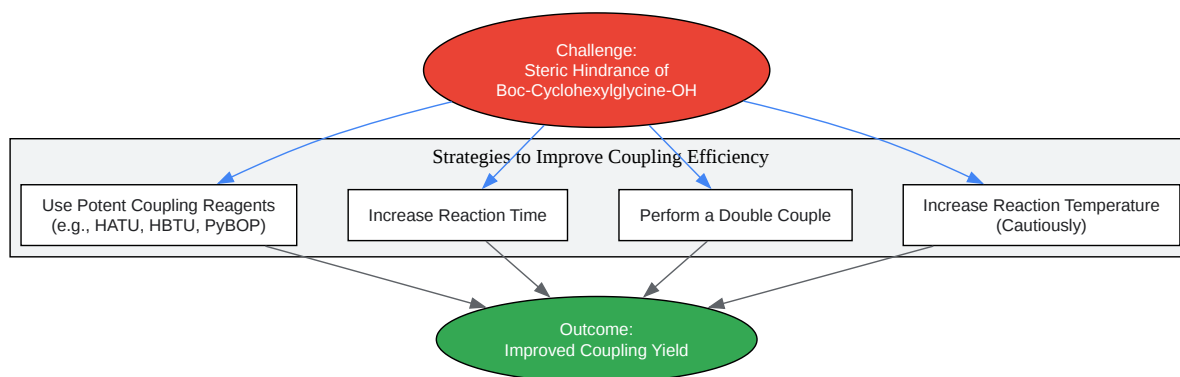 Challenge:
Steric Hindrance of
Boc-Cyclohexylglycine-OH
Strategies to Improve Coupling Efficiency
Use Potent Coupling Reagents
(e.g., HATU, HBTU, PyBOP)
Increase Reaction Time
Perform a Double Couple
Increase Reaction Temperature
(Cautiously)
Outcome:
Improved Coupling Yield